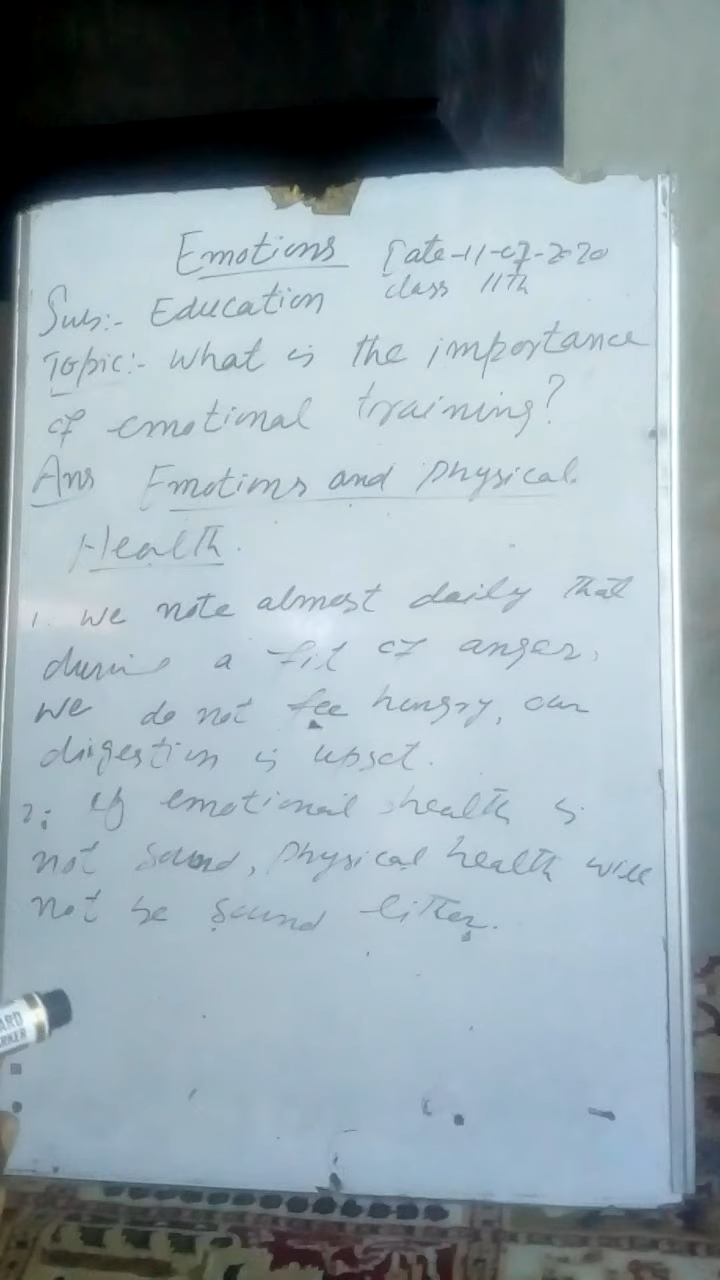 Emotions Date-11-07-2020
class 11th
Sub:- Education
Topic:- What is the importance
of emotional training?
Ans Emotions and physical
Health.
1. we note almost daily that
during a fit of anger,
we do not fee hungry, our
digestion is upset.
2. If emotional health is
not sound, physical health will
not be sound either.
ARD
ARKER